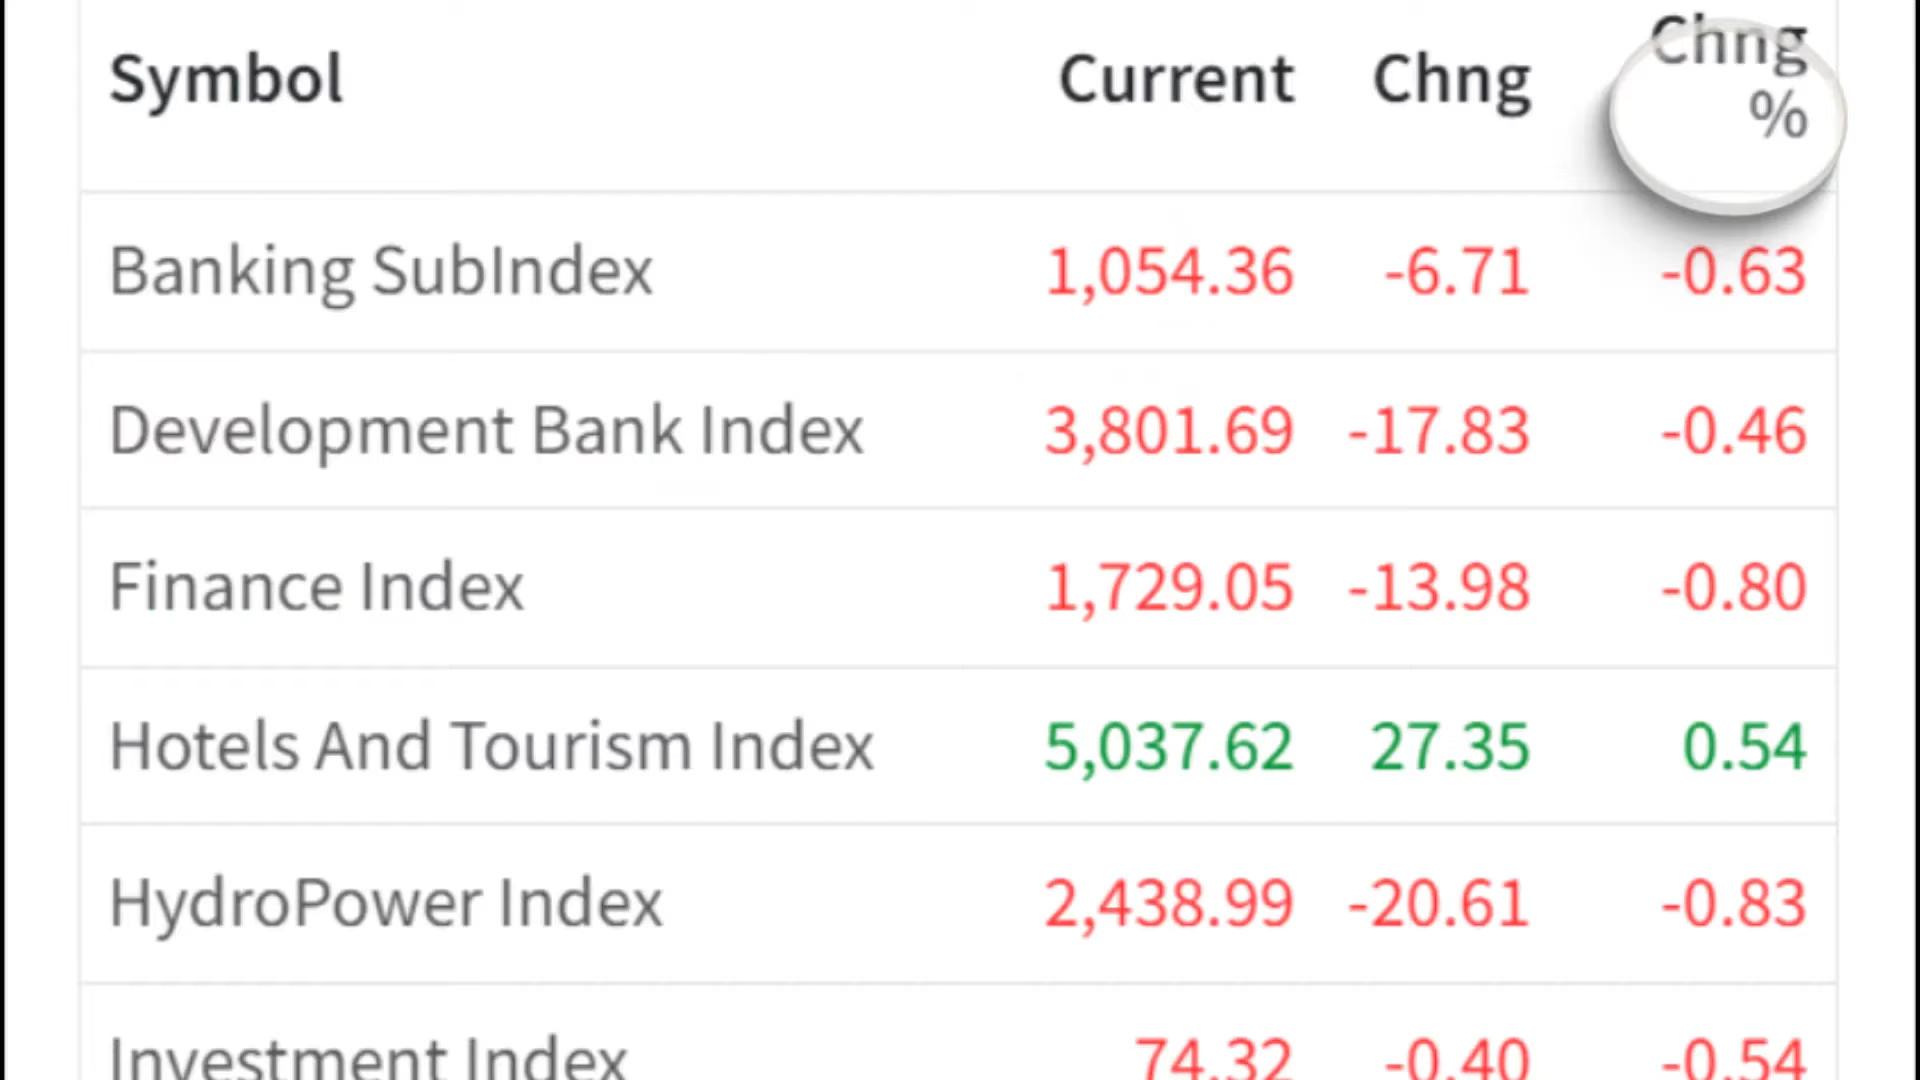 Symbol Current Chng Chng %
Banking SubIndex 1,054.36 -6.71 -0.63
Development Bank Index 3,801.69 -17.83 -0.46
Finance Index 1,729.05 -13.98 -0.80
Hotels And Tourism Index 5,037.62 27.35 0.54
HydroPower Index 2,438.99 -20.61 -0.83
Investment Index 74.32 -0.40 -0.54